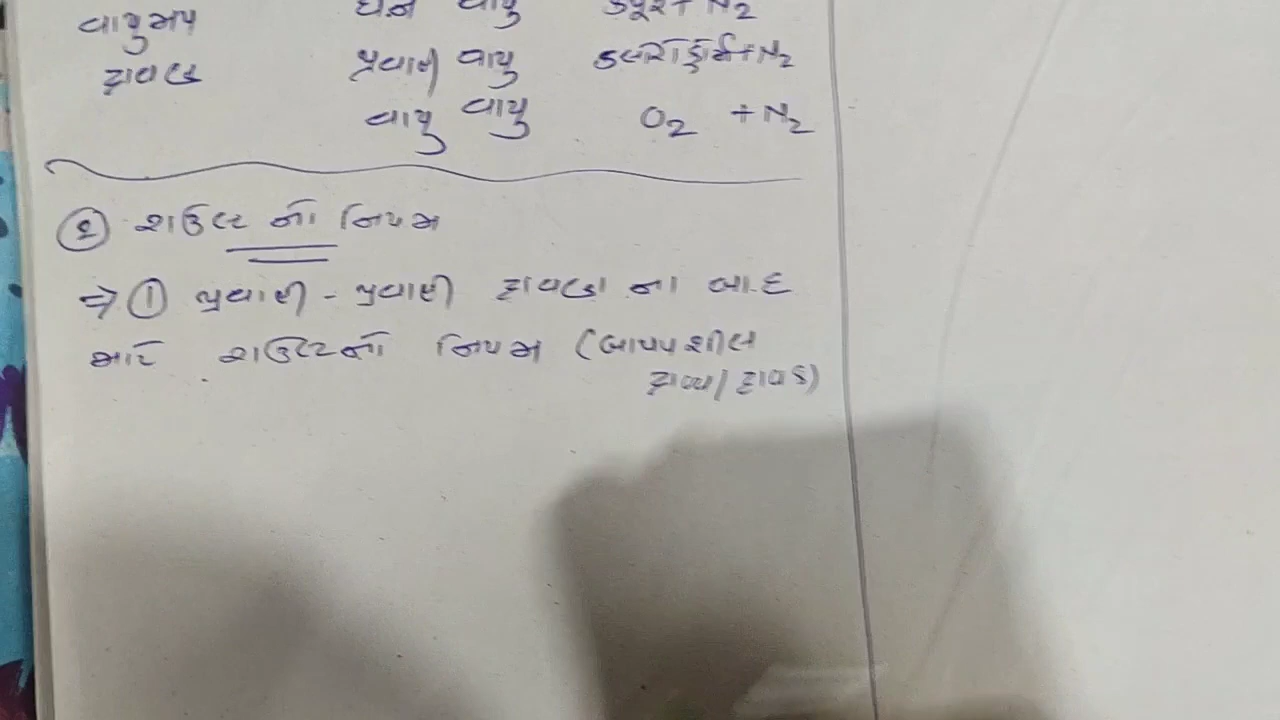 વાયુમય ઘન વાયુ કપૂર + N2
દ્રાવણ પ્રવાહી વાયુ ક્લોરોફોર્મ + N2
વાયુ વાયુ O2 + N2
② રાઉલ્ટ નો નિયમ
⇒ ① પ્રવાહી - પ્રવાહી દ્રાવણ ના બાદ
માટે રાઉલ્ટનો નિયમ (બાષ્પશીલ
દ્રાવ્ય/દ્રાવક)